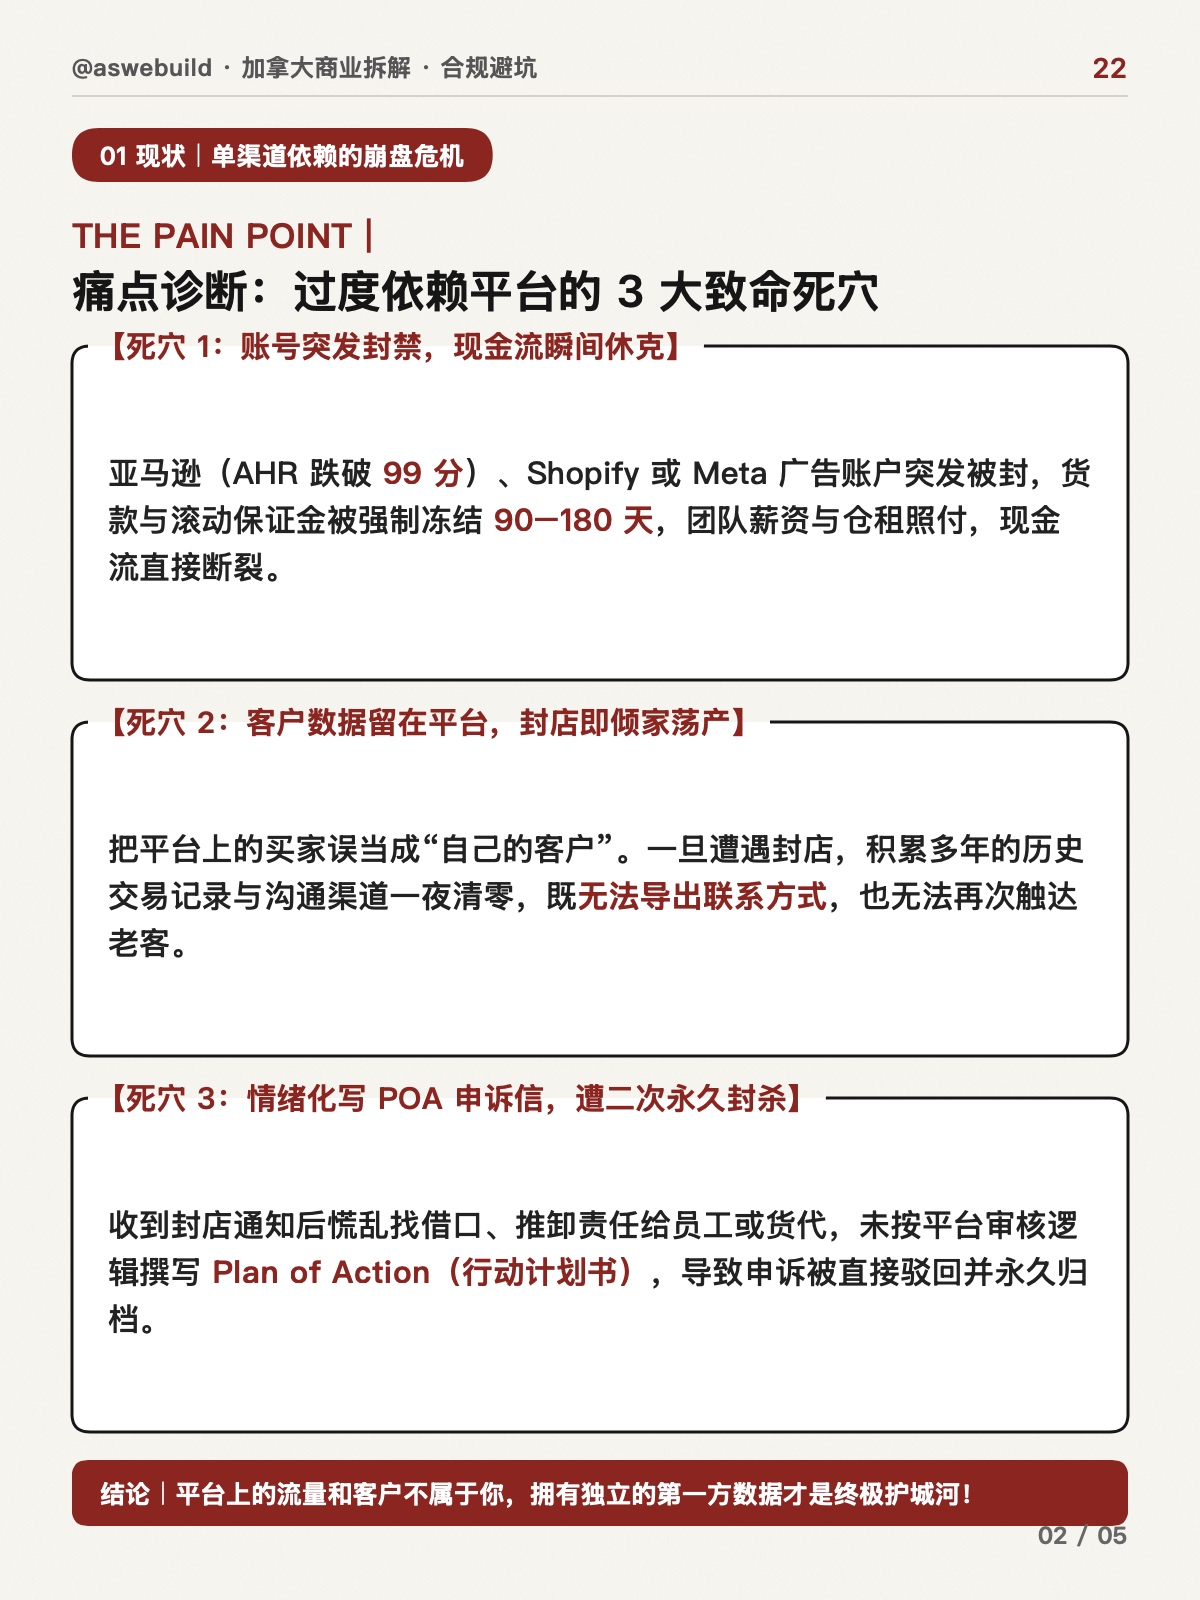 @aswebuild · 加拿大商业拆解 · 合规避坑
22
01 现状｜单渠道依赖的崩盘危机
THE PAIN POINT |
痛点诊断：过度依赖平台的 3 大致命死穴
【死穴 1：账号突发封禁，现金流瞬间休克】
亚马逊（AHR 跌破 99 分）、Shopify 或 Meta 广告账户突发被封，货
款与滚动保证金被强制冻结 90—180 天，团队薪资与仓租照付，现金
流直接断裂。
【死穴 2：客户数据留在平台，封店即倾家荡产】
把平台上的买家误当成“自己的客户”。一旦遭遇封店，积累多年的历史
交易记录与沟通渠道一夜清零，既无法导出联系方式，也无法再次触达
老客。
【死穴 3：情绪化写 POA 申诉信，遭二次永久封杀】
收到封店通知后慌乱找借口、推卸责任给员工或货代，未按平台审核逻
辑撰写 Plan of Action（行动计划书），导致申诉被直接驳回并永久归
档。
结论｜平台上的流量和客户不属于你，拥有独立的第一方数据才是终极护城河！
02 / 05